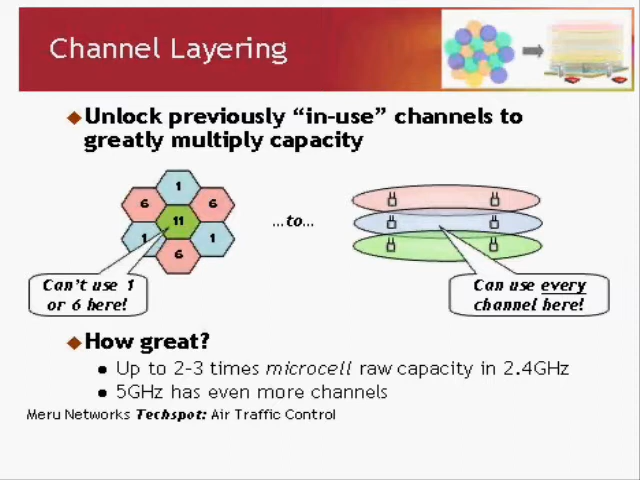 Channel Layering
Unlock previously “in-use” channels to
greatly multiply capacity
1
6 6
11
1 1
6
...to...
Can't use 1
or 6 here!
Can use every
channel here!
How great?
Up to 2-3 times microcell raw capacity in 2.4GHz
5GHz has even more channels
Meru Networks Techspot: Air Traffic Control